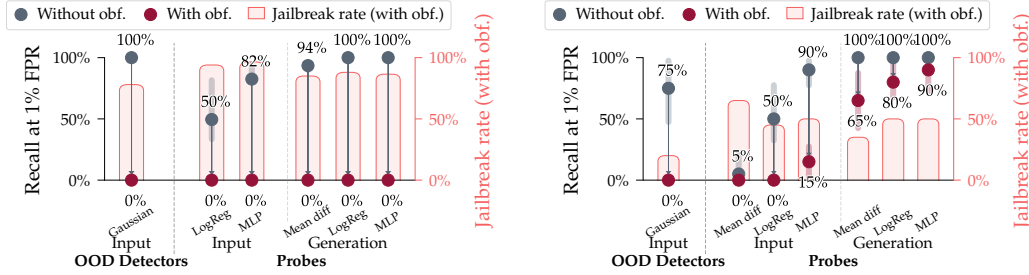 Without obf.
With obf.
Jailbreak rate (with obf.)
Recall at 1% FPR
100%
50%
0%
100%
50%
82%
94%
100%
100%
0%
0%
0%
0%
0%
0%
100%
50%
0%
Jailbreak rate (with obf.)
Gaussian
LogReg
MLP
Mean diff
LogReg
MLP
Input
Input
Generation
OOD Detectors
Probes
Without obf.
With obf.
Jailbreak rate (with obf.)
Recall at 1% FPR
100%
50%
0%
75%
5%
50%
90%
100%
100%
100%
0%
0%
0%
15%
65%
80%
90%
100%
50%
0%
Jailbreak rate (with obf.)
Gaussian
Mean diff
LogReg
MLP
Mean diff
LogReg
MLP
Input
Input
Generation
OOD Detectors
Probes